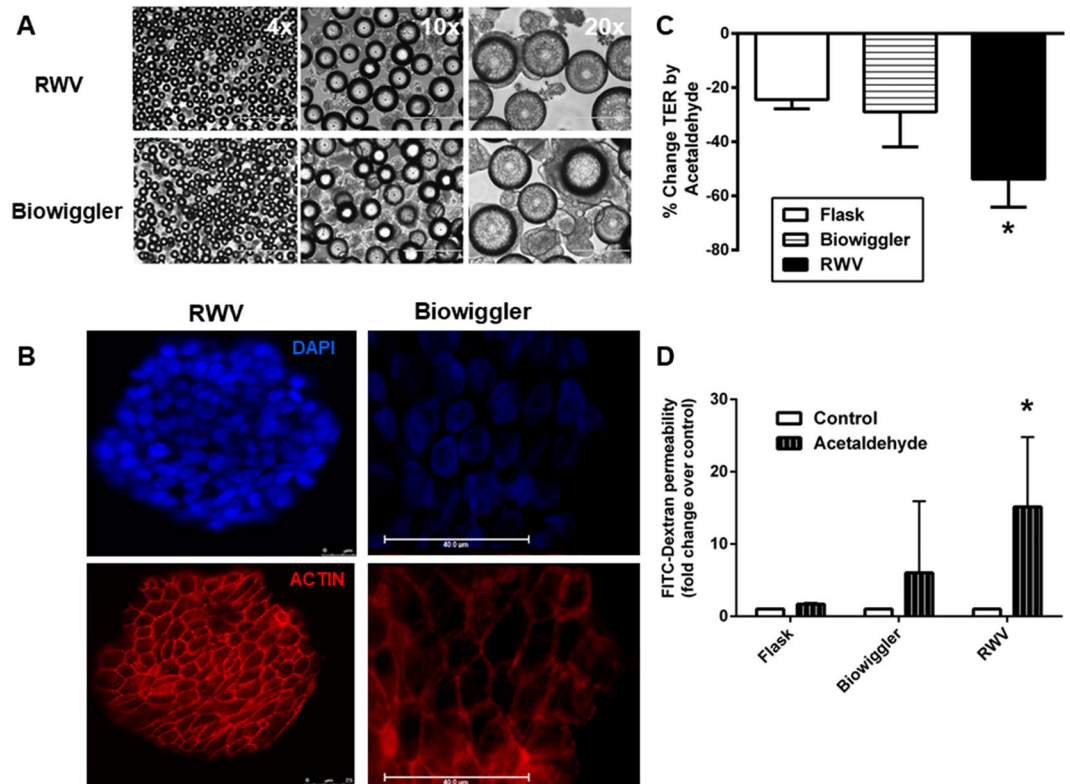 A
4x
10x
20x
RWV
Biowiggler
C
0
-20
-40
-60
-80
% Change TER by
Acetaldehyde
Flask
Biowiggler
RWV
*
B
RWV
Biowiggler
DAPI
40.0 µm
ACTIN
40.0 µm
D
30
20
10
0
FITC-Dextran permeability
(fold change over control)
Control
Acetaldehyde
*
Flask
Biowiggler
RWV